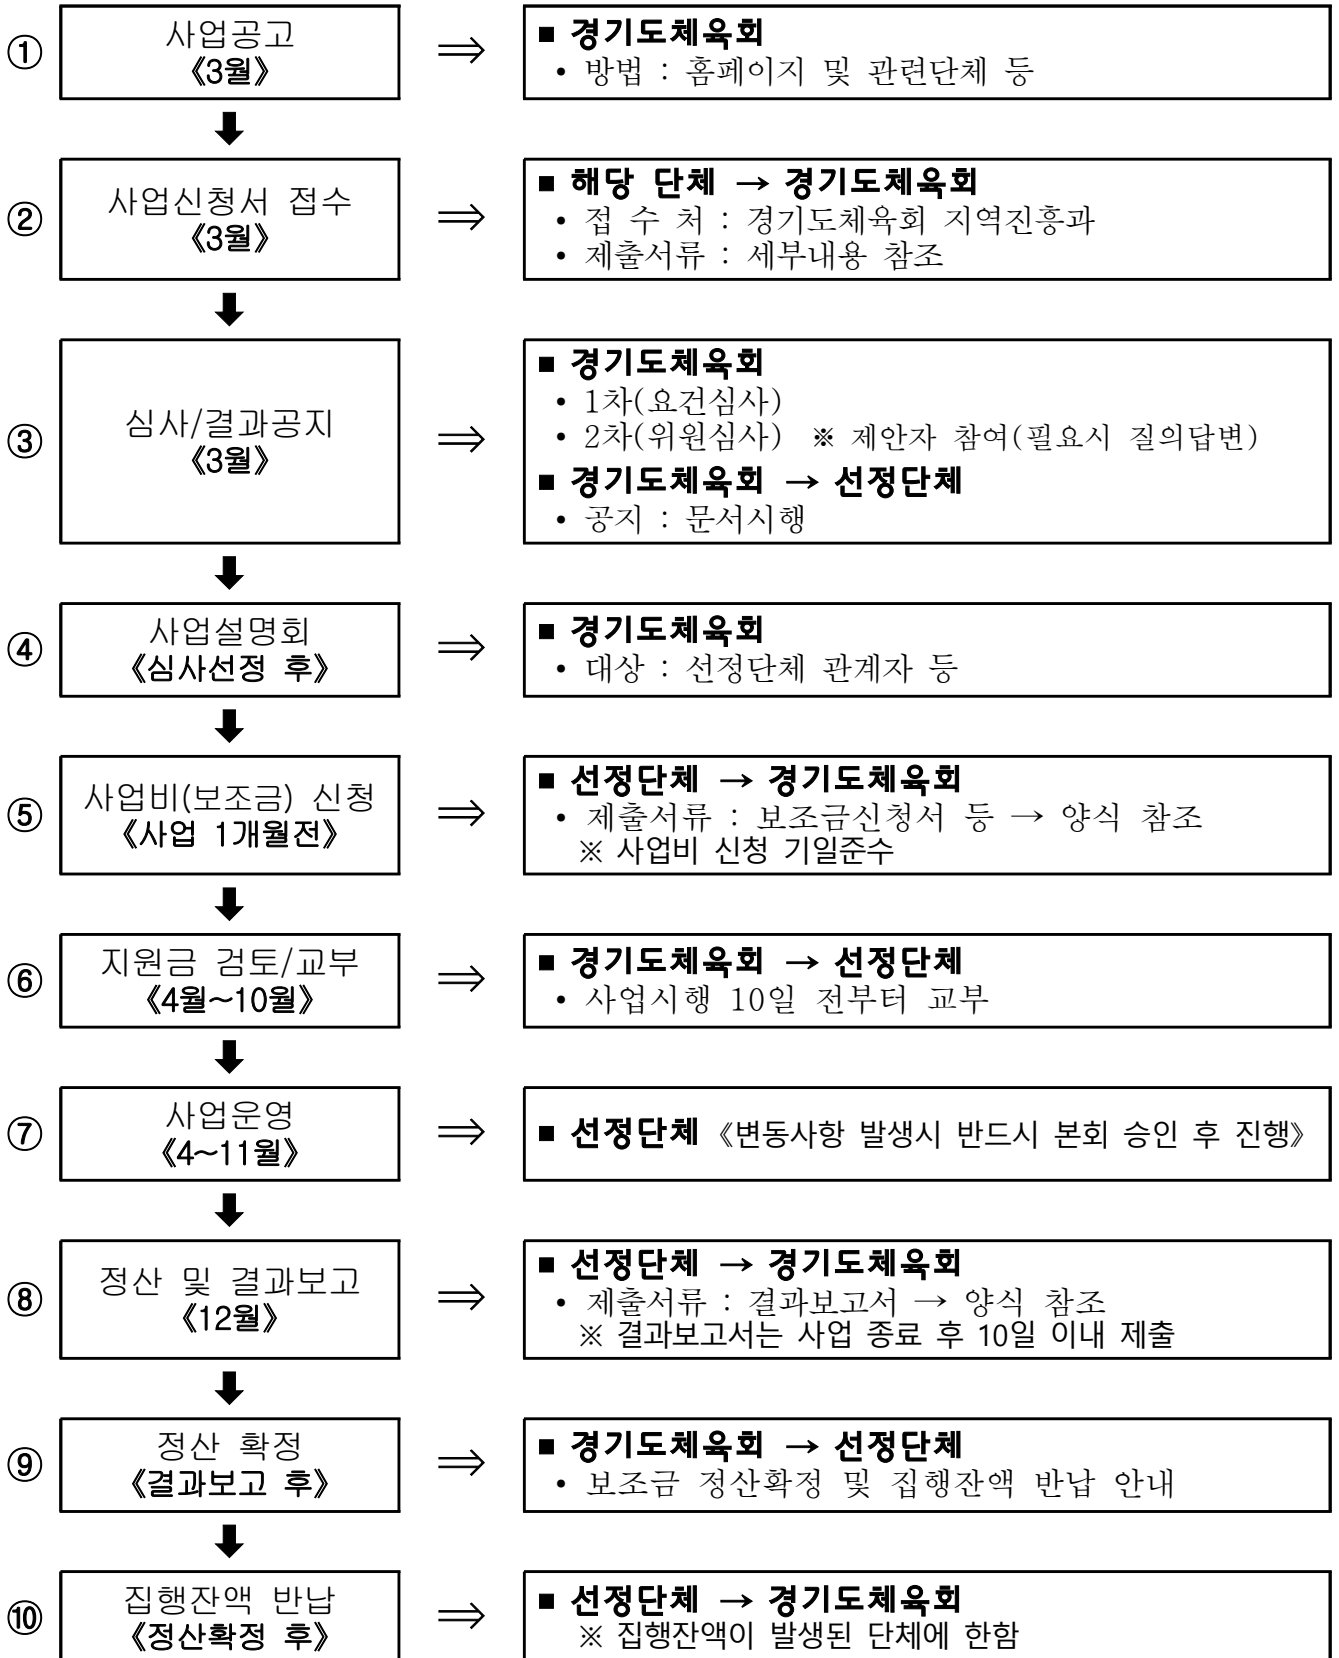 ① 사업공고 ⇒ ■ 경기도체육회
《3월》 • 방법 : 홈페이지 및 관련단체 등
② 사업신청서 접수 ⇒ ■ 해당 단체 → 경기도체육회
《3월》 • 접 수 처 : 경기도체육회 지역진흥과
• 제출서류 : 세부내용 참조
③ 심사/결과공지 ⇒ ■ 경기도체육회
《3월》 • 1차(요건심사)
• 2차(위원심사) ※ 제안자 참여(필요시 질의답변)
■ 경기도체육회 → 선정단체
• 공지 : 문서시행
④ 사업설명회 ⇒ ■ 경기도체육회
《심사선정 후》 • 대상 : 선정단체 관계자 등
⑤ 사업비(보조금) 신청 ⇒ ■ 선정단체 → 경기도체육회
《사업 1개월전》 • 제출서류 : 보조금신청서 등 → 양식 참조
※ 사업비 신청 기일준수
⑥ 지원금 검토/교부 ⇒ ■ 경기도체육회 → 선정단체
《4월~10월》 • 사업시행 10일 전부터 교부
⑦ 사업운영 ⇒ ■ 선정단체 《변동사항 발생시 반드시 본회 승인 후 진행》
《4~11월》
⑧ 정산 및 결과보고 ⇒ ■ 선정단체 → 경기도체육회
《12월》 • 제출서류 : 결과보고서 → 양식 참조
※ 결과보고서는 사업 종료 후 10일 이내 제출
⑨ 정산 확정 ⇒ ■ 경기도체육회 → 선정단체
《결과보고 후》 • 보조금 정산확정 및 집행잔액 반납 안내
⑩ 집행잔액 반납 ⇒ ■ 선정단체 → 경기도체육회
《정산확정 후》 ※ 집행잔액이 발생된 단체에 한함